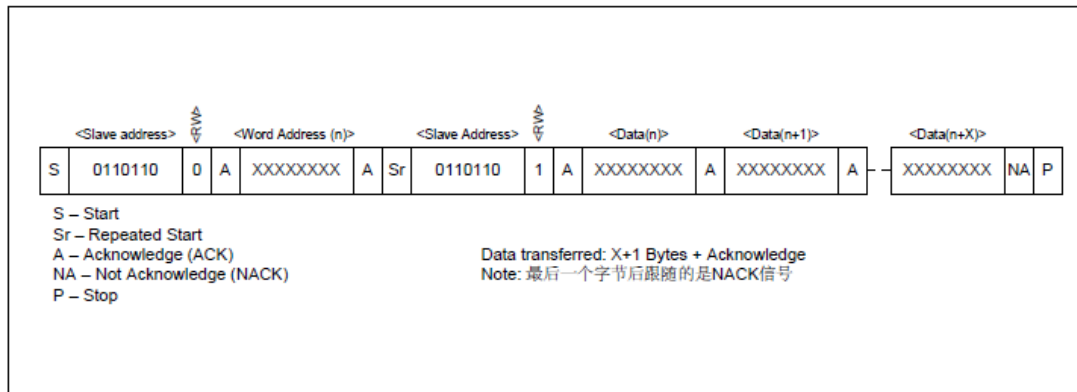 <Slave address> <RW> <Word Address (n)> <Slave Address> <RW> <Data(n)> <Data(n+1)> <Data(n+X)>
S 0110110 0 A XXXXXXXX A Sr 0110110 1 A XXXXXXXX A XXXXXXXX A XXXXXXXX NA P
S – Start
Sr – Repeated Start
A – Acknowledge (ACK)
NA – Not Acknowledge (NACK)
P – Stop
Data transferred: X+1 Bytes + Acknowledge
Note: 最后一个字节后跟随的是NACK信号